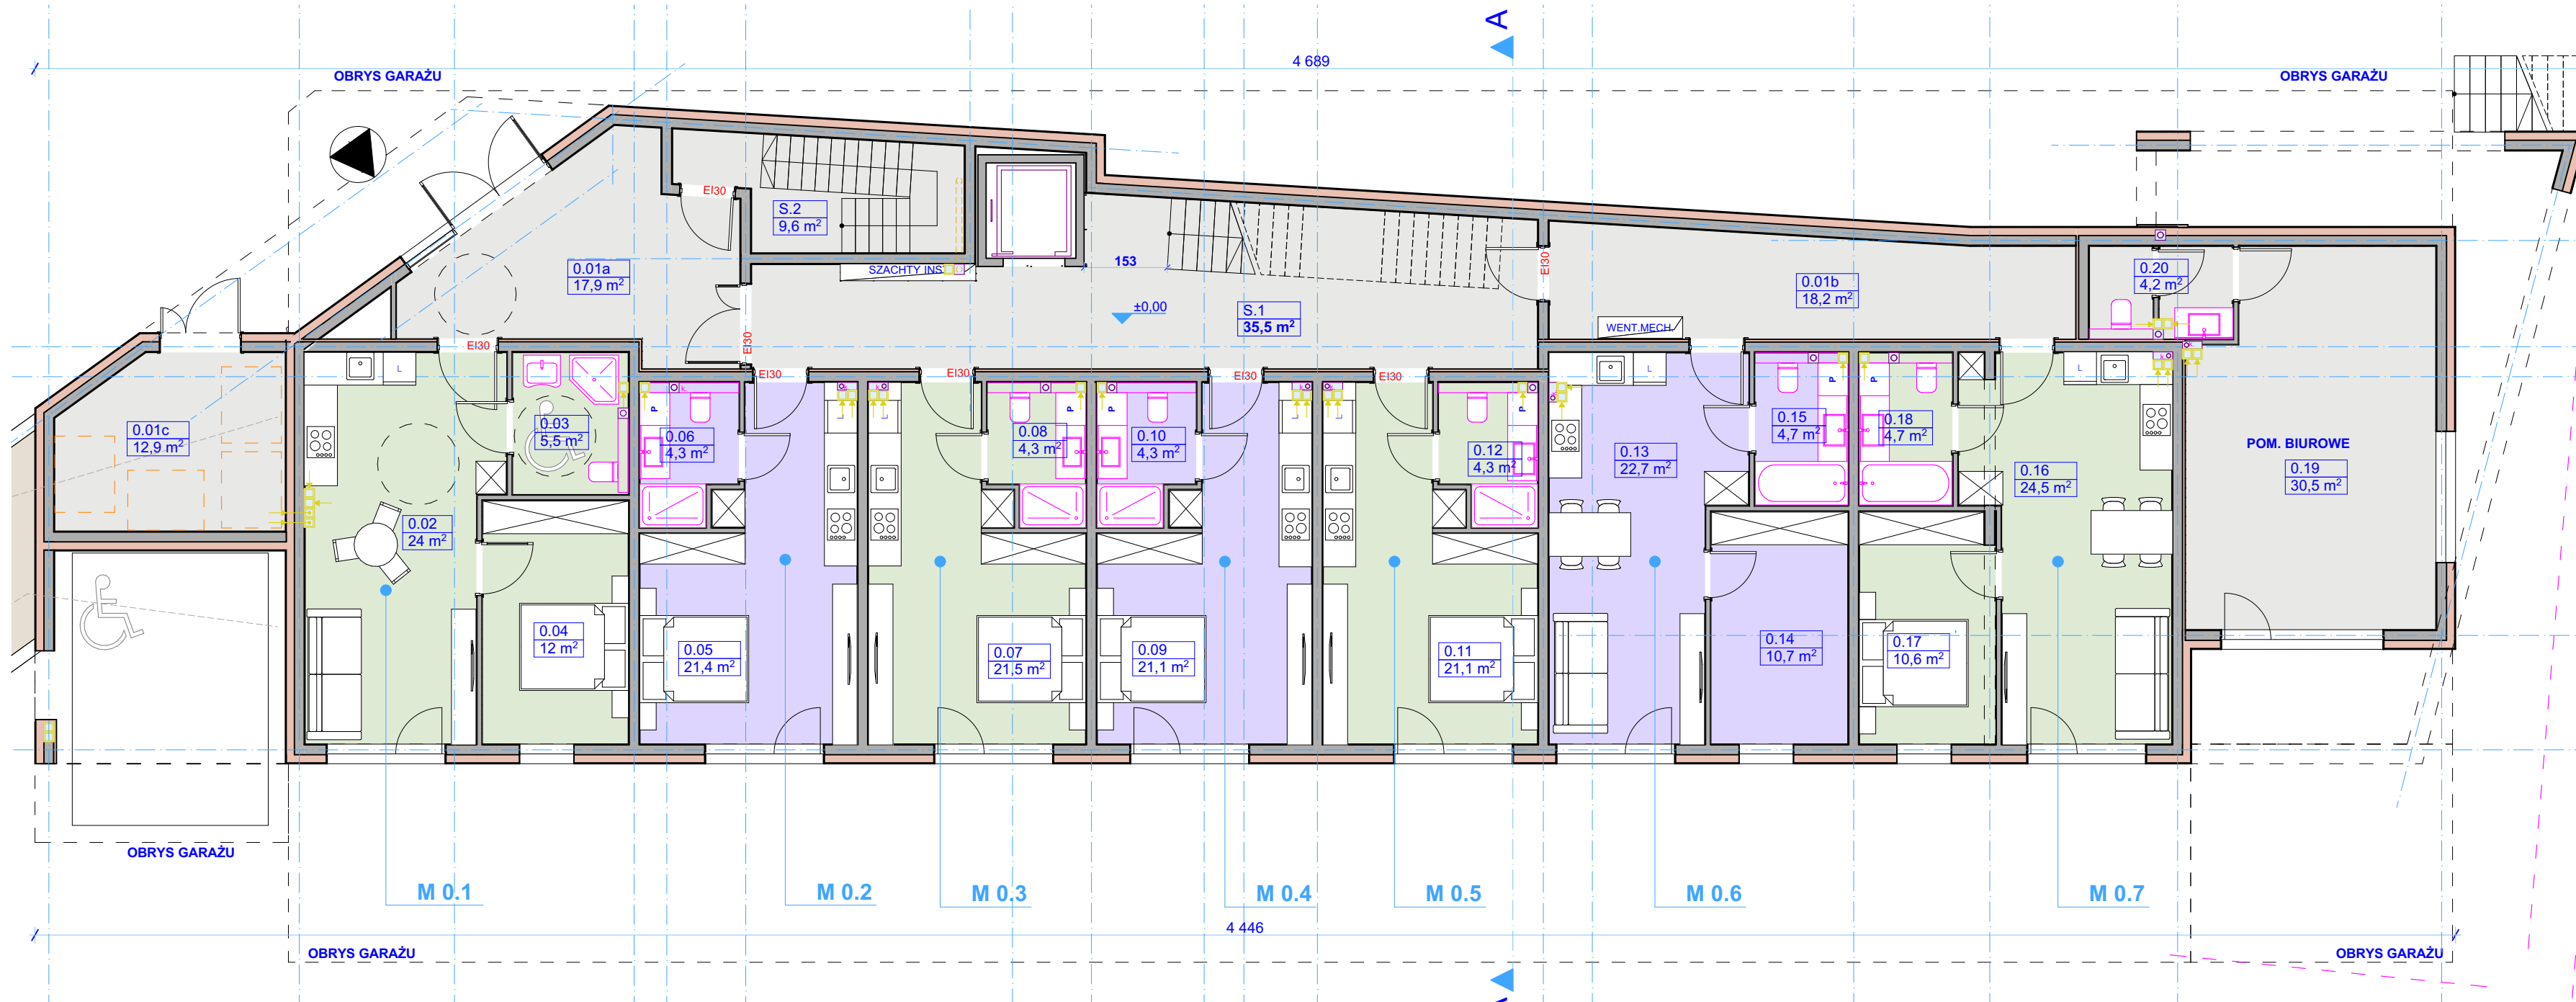 A
4 689
OBRYS GARAŻU
OBRYS GARAŻU
EI30
S.2
9,6 m²
0.01a
17,9 m²
SZACHTY INS
153
±0,00
S.1
35,5 m²
EI30
0.01b
18,2 m²
0.20
4,2 m²
WENT.MECH.
EI30
EI30
EI30
EI30
EI30
EI30
L
k
k
k
k
k
k
k
L
L
P
P
P
P
P
P
L
L
L
L
0.01c
12,9 m²
0.03
5,5 m²
0.06
4,3 m²
0.08
4,3 m²
0.10
4,3 m²
0.12
4,3 m²
0.13
22,7 m²
0.15
4,7 m²
0.18
4,7 m²
0.16
24,5 m²
POM. BIUROWE
0.19
30,5 m²
0.02
24 m²
0.04
12 m²
0.05
21,4 m²
0.07
21,5 m²
0.09
21,1 m²
0.11
21,1 m²
0.14
10,7 m²
0.17
10,6 m²
OBRYS GARAŻU
M 0.1
M 0.2
M 0.3
M 0.4
M 0.5
M 0.6
M 0.7
4 446
OBRYS GARAŻU
OBRYS GARAŻU
A